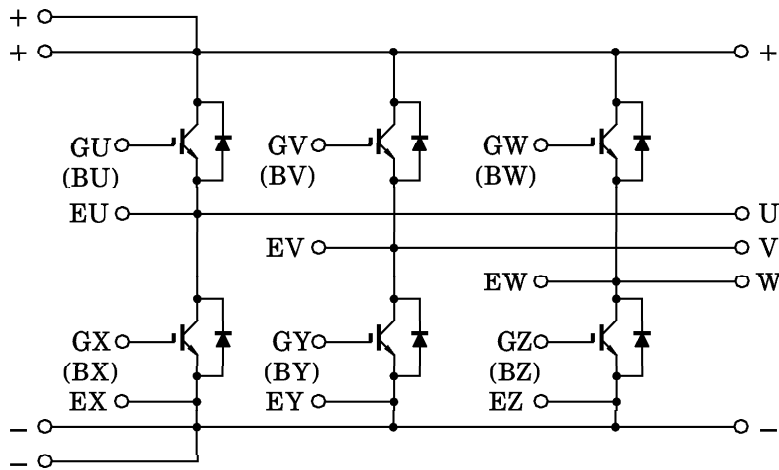 +
+ +
GU GV GW
(BU) (BV) (BW)
EU U
EV V
EW W
GX GY GZ
(BX) (BY) (BZ)
EX EY EZ
− −
−